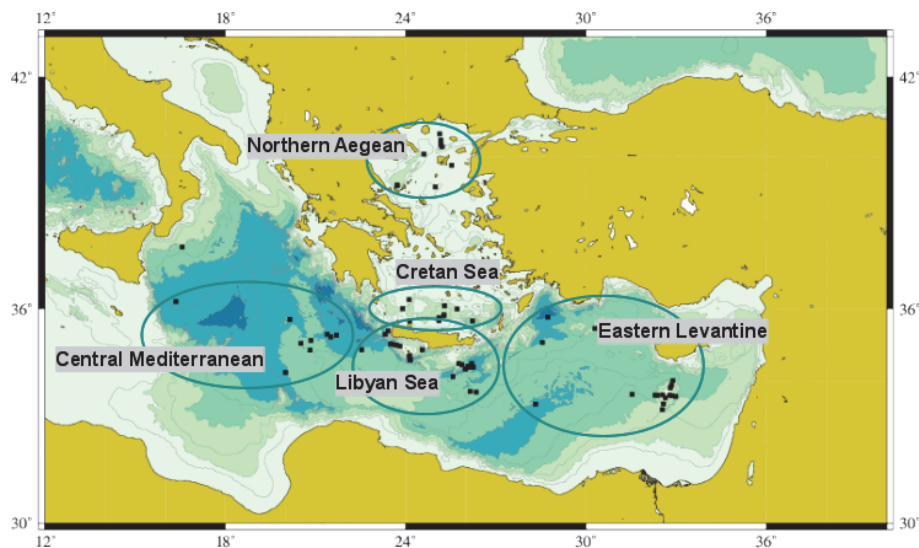 12° 18° 24° 30° 36°
42° 42°
Northern Aegean
Cretan Sea
36° 36°
Eastern Levantine
Central Mediterranean
Libyan Sea
30° 30°
12° 18° 24° 30° 36°